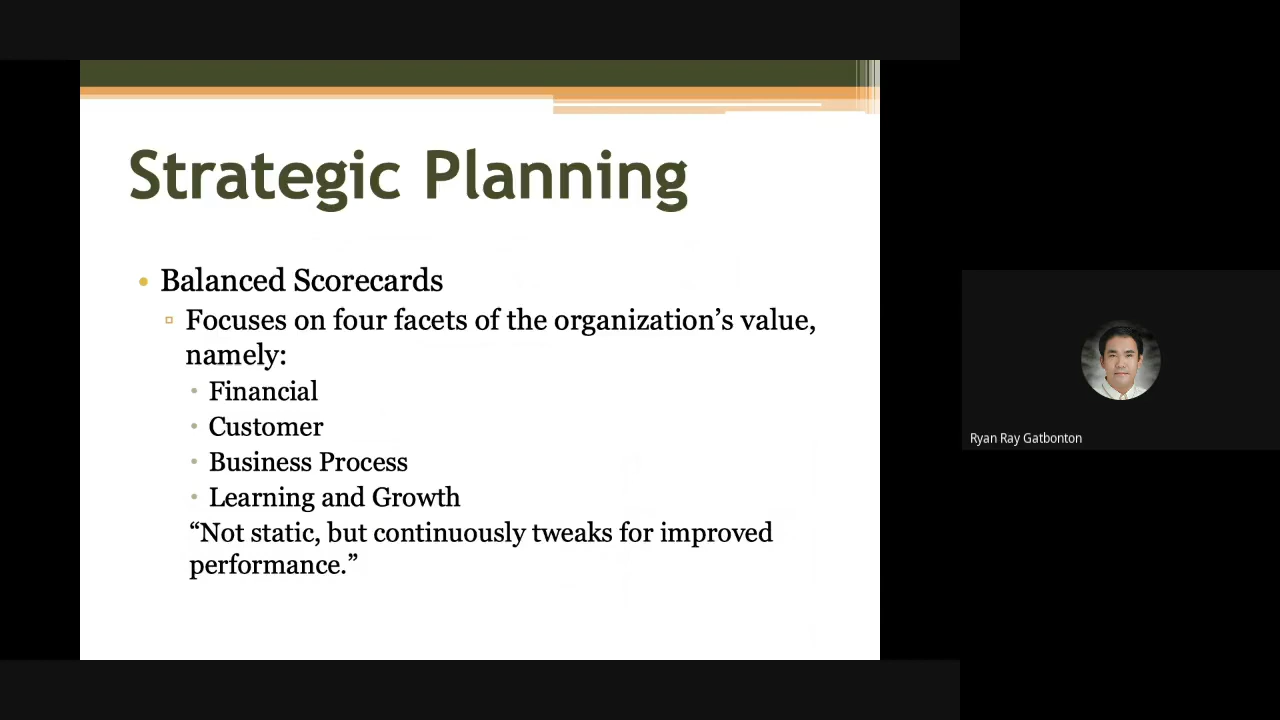 Strategic Planning
• Balanced Scorecards
▫ Focuses on four facets of the organization’s value,
namely:
• Financial
• Customer
• Business Process
• Learning and Growth
“Not static, but continuously tweaks for improved
performance.”
Ryan Ray Gatbonton